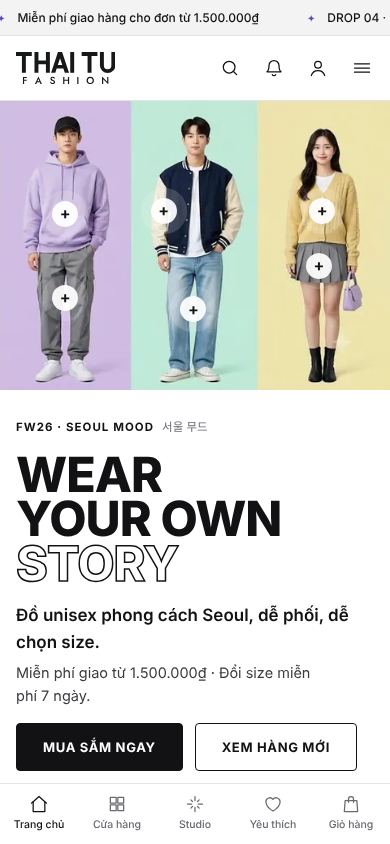 Miễn phí giao hàng cho đơn từ 1.500.000₫
DROP 04 ·
THAI TU
FASHION
FW26 · SEOUL MOOD 서울 무드
WEAR
YOUR OWN
STORY
Đồ unisex phong cách Seoul, dễ phối, dễ
chọn size.
Miễn phí giao từ 1.500.000₫ · Đổi size miễn
phí 7 ngày.
MUA SẮM NGAY
XEM HÀNG MỚI
Trang chủ
Cửa hàng
Studio
Yêu thích
Giỏ hàng